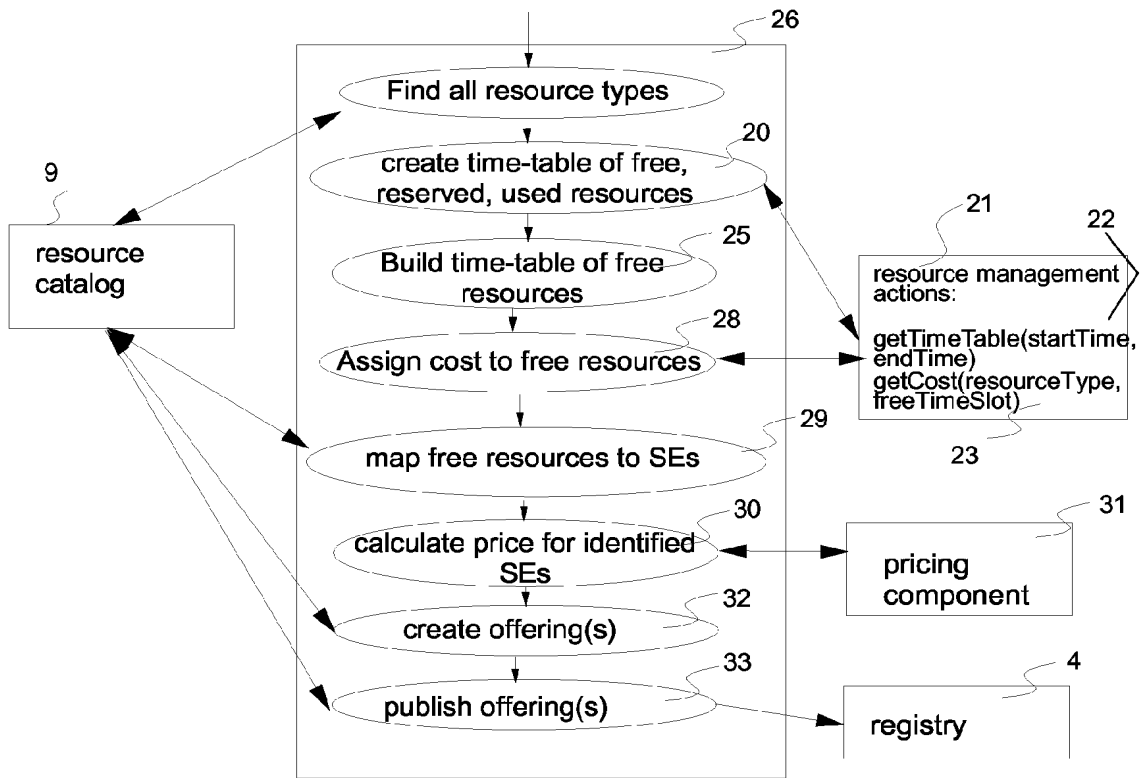 26
Find all resource types
20
create time-table of free,
reserved, used resources
9
resource
catalog
25
Build time-table of free
resources
21
22
resource management
actions:
getTimeTable(startTime,
endTime)
getCost(resourceType,
freeTimeSlot)
23
28
Assign cost to free resources
29
map free resources to SEs
30
calculate price for identified
SEs
31
pricing
component
32
create offering(s)
33
publish offering(s)
4
registry